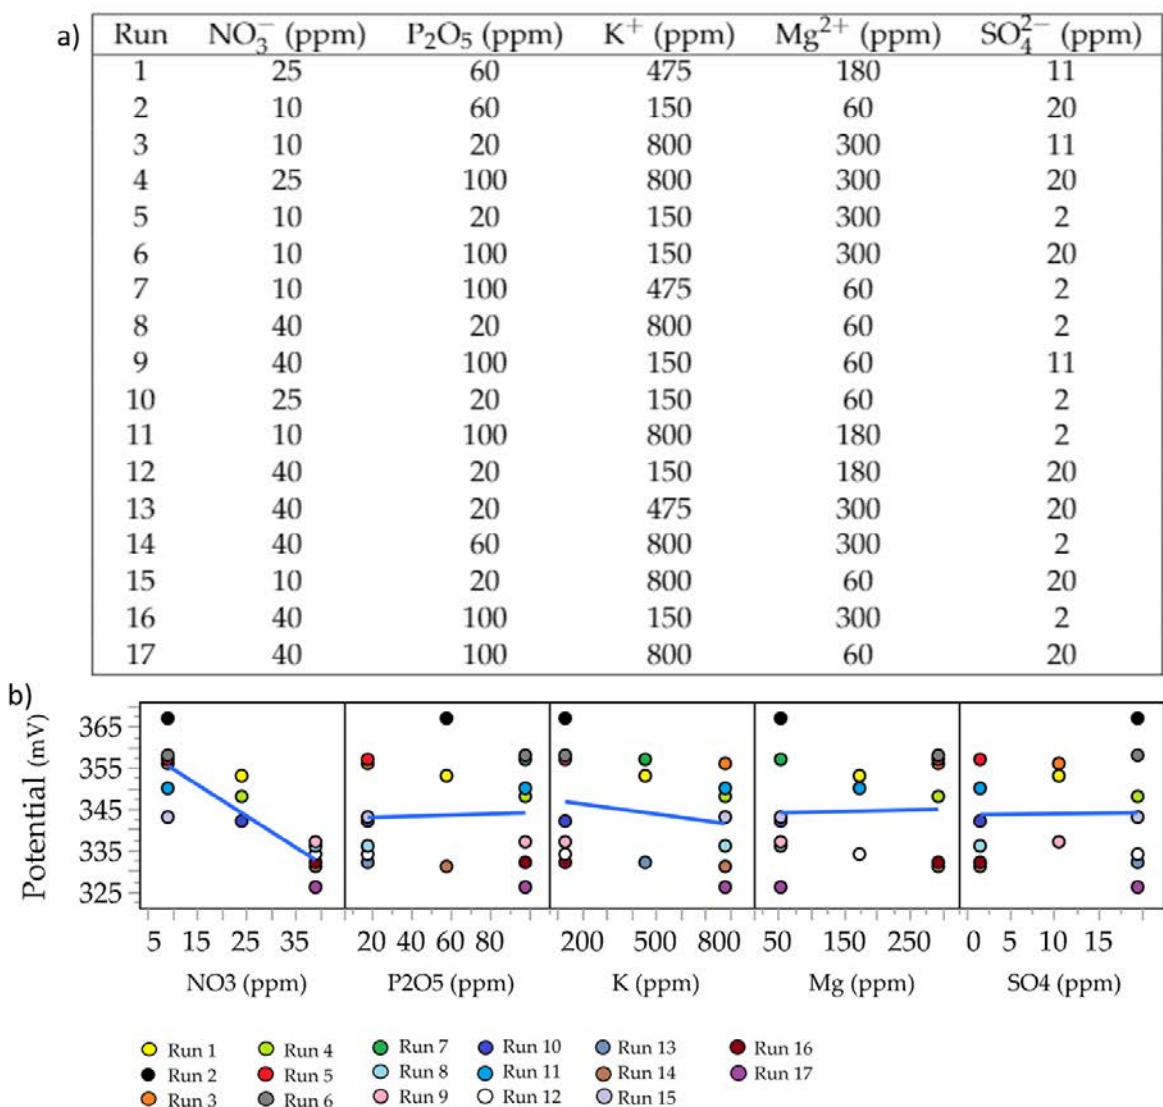 a)
Run NO₃⁻ (ppm) P₂O₅ (ppm) K⁺ (ppm) Mg²⁺ (ppm) SO₄²⁻ (ppm)
1 25 60 475 180 11
2 10 60 150 60 20
3 10 20 800 300 11
4 25 100 800 300 20
5 10 20 150 300 2
6 10 100 150 300 20
7 10 100 475 60 2
8 40 20 800 60 2
9 40 100 150 60 11
10 25 20 150 60 2
11 10 100 800 180 2
12 40 20 150 180 20
13 40 20 475 300 20
14 40 60 800 300 2
15 10 20 800 60 20
16 40 100 150 300 2
17 40 100 800 60 20
b)
Potential (mV)
365
355
345
335
325
5 15 25 35 20 40 60 80 200 500 800 50 150 250 0 5 10 15
NO3 (ppm) P2O5 (ppm) K (ppm) Mg (ppm) SO4 (ppm)
Run 1 Run 4 Run 7 Run 10 Run 13 Run 16
Run 2 Run 5 Run 8 Run 11 Run 14 Run 17
Run 3 Run 6 Run 9 Run 12 Run 15